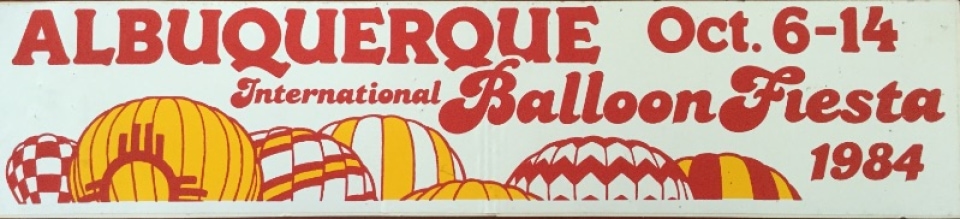 ALBUQUERQUE Oct. 6-14
International Balloon Fiesta
1984